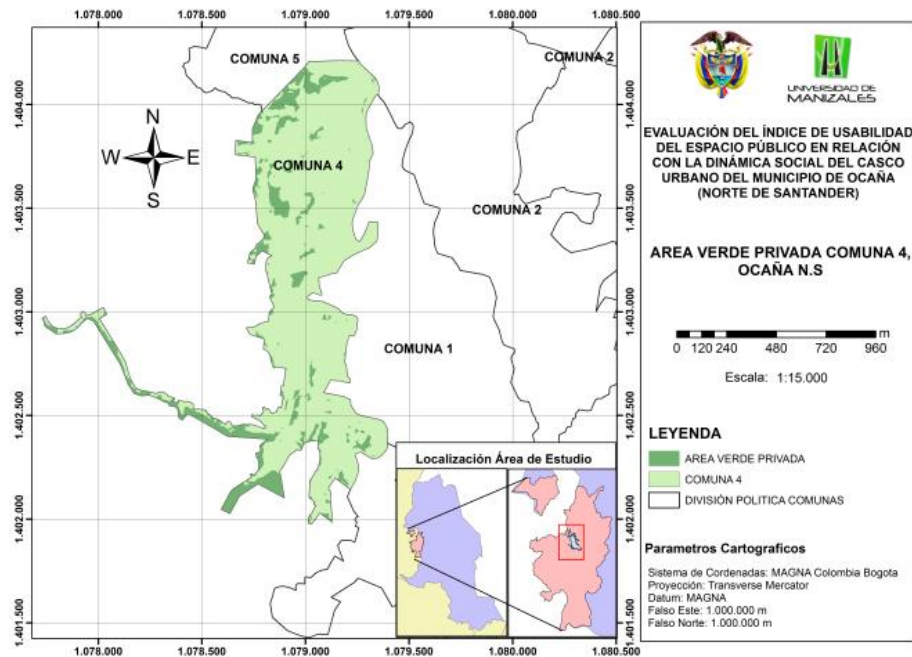 1.078.000 1.078.500 1.079.000 1.079.500 1.080.000 1.080.500
COMUNA 5
COMUNA 2
1.404.000
1.404.000
N
W E
S
COMUNA 4
COMUNA 2
1.403.500
1.403.500
1.403.000
1.403.000
COMUNA 1
1.402.500
1.402.500
1.402.000
1.402.000
1.401.500
1.401.500
Localización Área de Estudio
1.078.000 1.078.500 1.079.000 1.079.500 1.080.000 1.080.500
UNIVERSIDAD DE
MANIZALES
EVALUACIÓN DEL ÍNDICE DE USABILIDAD
DEL ESPACIO PÚBLICO EN RELACIÓN
CON LA DINÁMICA SOCIAL DEL CASCO
URBANO DEL MUNICIPIO DE OCAÑA
(NORTE DE SANTANDER)
AREA VERDE PRIVADA COMUNA 4,
OCAÑA N.S
m
0 120 240 480 720 960
Escala: 1:15.000
LEYENDA
AREA VERDE PRIVADA
COMUNA 4
DIVISIÓN POLITICA COMUNAS
Parametros Cartograficos
Sistema de Cordenadas: MAGNA Colombia Bogota
Proyección: Transverse Mercator
Datum: MAGNA
Falso Este: 1.000.000 m
Falso Norte: 1.000.000 m